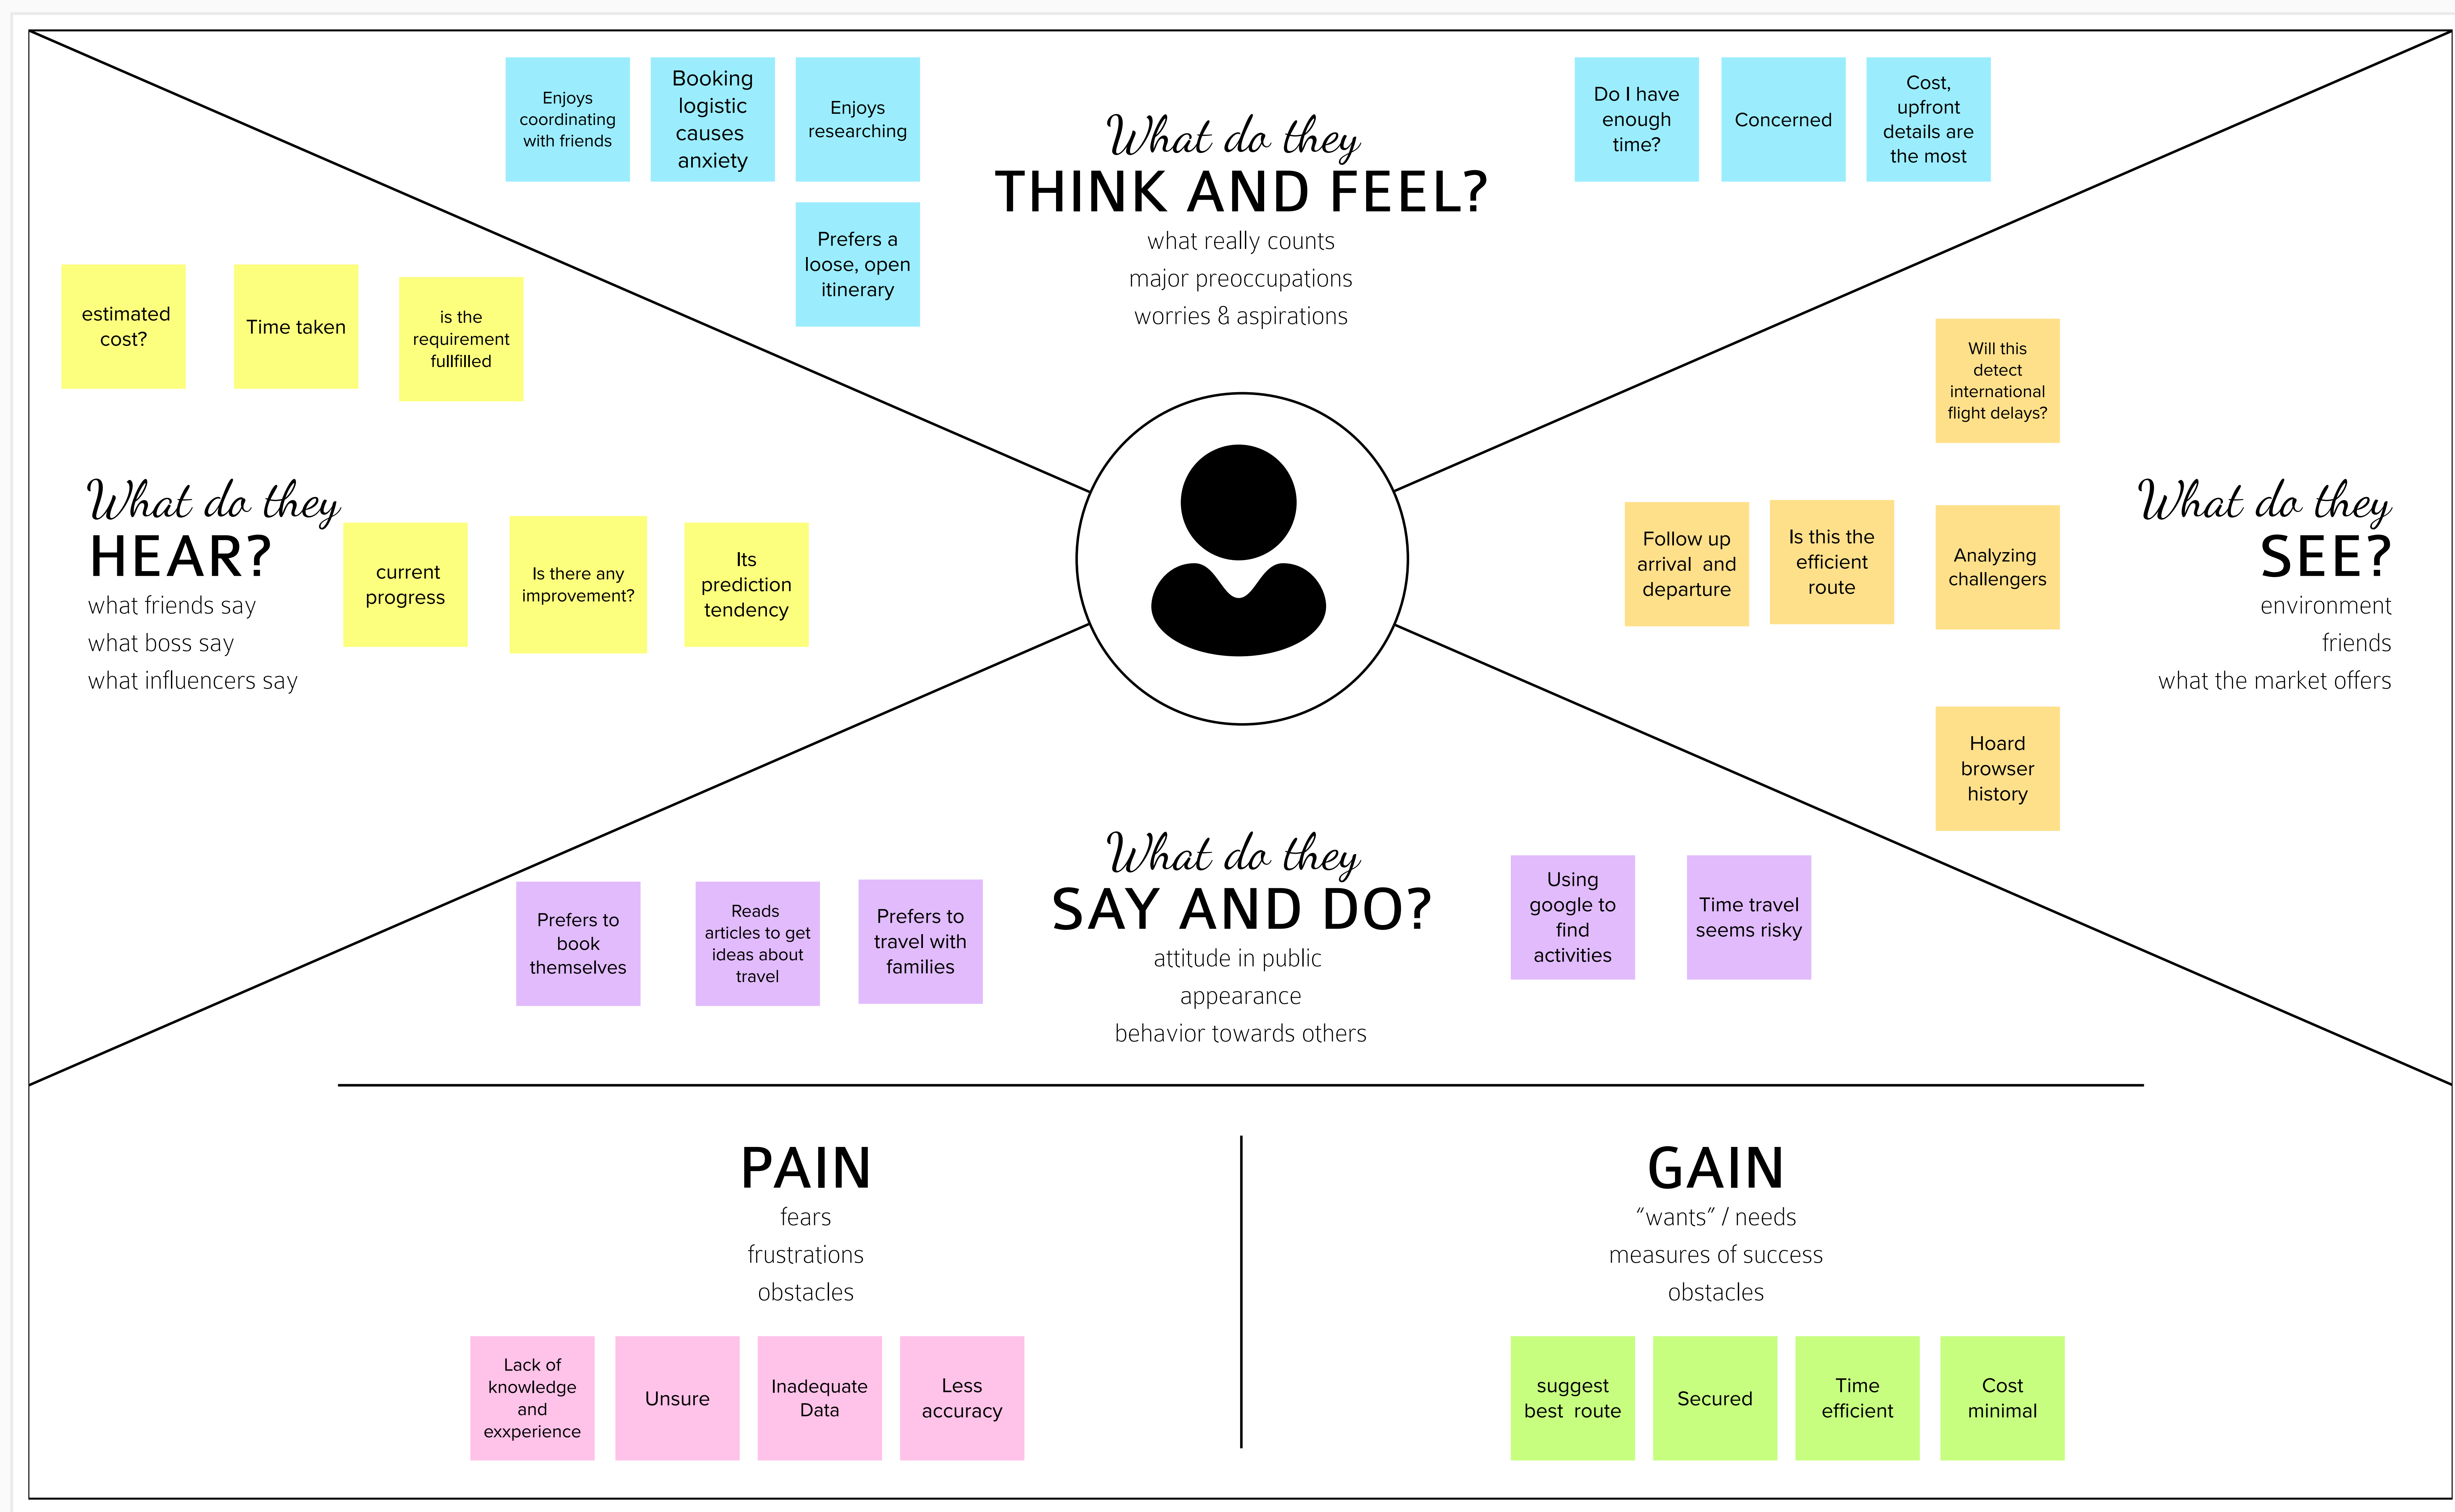 Enjoys
coordinating
with friends
Booking
logistic
causes
anxiety
Enjoys
researching
Prefers a
loose, open
itinerary
What do they
THINK AND FEEL?
what really counts
major preoccupations
worries & aspirations
Do I have
enough
time?
Concerned
Cost,
upfront
details are
the most
estimated
cost?
Time taken
is the
requirement
fullfilled
What do they
HEAR?
what friends say
what boss say
what influencers say
current
progress
Is there any
improvement?
Its
prediction
tendency
Will this
detect
international
flight delays?
Follow up
arrival and
departure
Is this the
efficient
route
Analyzing
challengers
Hoard
browser
history
What do they
SEE?
environment
friends
what the market offers
Prefers to
book
themselves
Reads
articles to get
ideas about
travel
Prefers to
travel with
families
What do they
SAY AND DO?
attitude in public
appearance
behavior towards others
Using
google to
find
activities
Time travel
seems risky
PAIN
fears
frustrations
obstacles
Lack of
knowledge
and
exxperience
Unsure
Inadequate
Data
Less
accuracy
GAIN
“wants” / needs
measures of success
obstacles
suggest
best route
Secured
Time
efficient
Cost
minimal